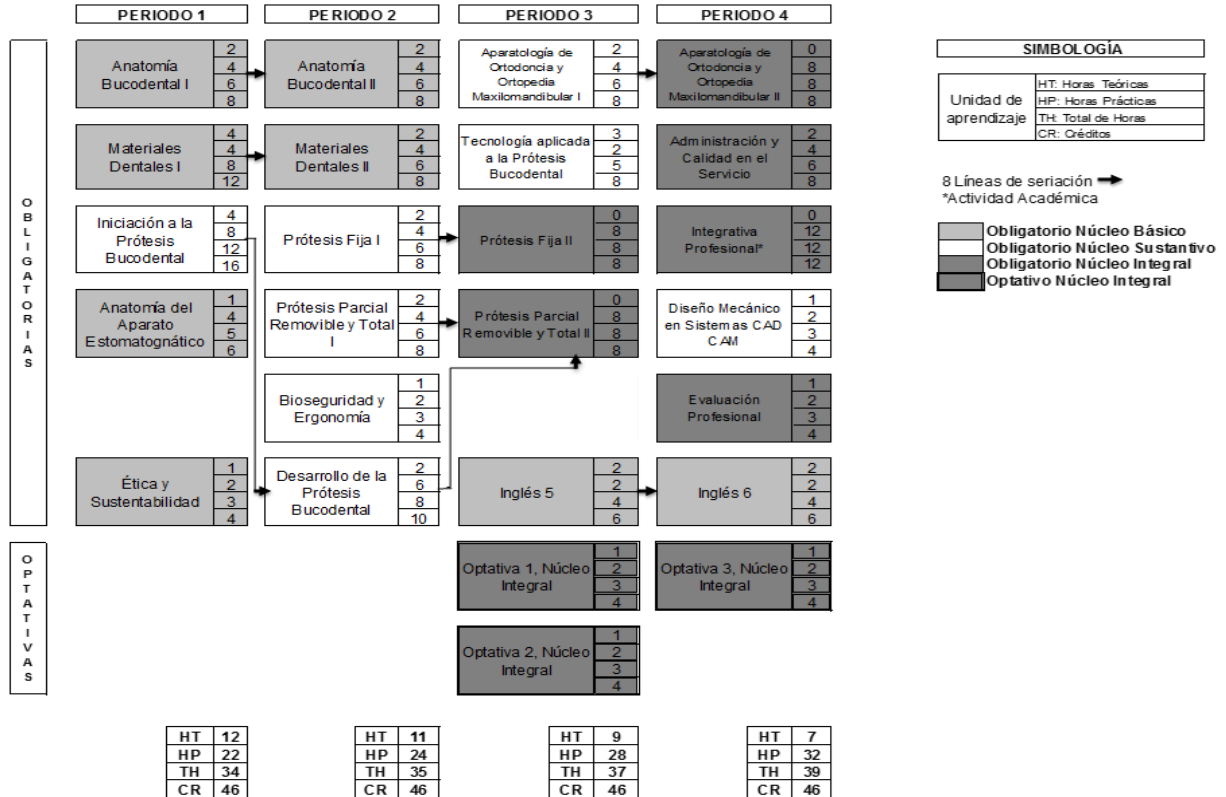 PERIODO 1
PERIODO 2
PERIODO 3
PERIODO 4
OBLIGATORIAS
Anatomía
Bucodental I
2
4
6
8
Anatomía
Bucodental II
2
4
6
8
Aparatología de
Ortodoncia y
Ortopedia
Maxilomandibular I
2
4
6
8
Aparatología de
Ortodoncia y
Ortopedia
Maxilomandibular II
0
8
8
8
Materiales
Dentales I
4
4
8
12
Materiales
Dentales II
2
4
6
8
Tecnología aplicada
a la Prótesis
Bucodental
3
2
5
8
Administración y
Calidad en el
Servicio
2
4
6
8
Iniciación a la
Prótesis
Bucodental
4
8
12
16
Prótesis Fija I
2
4
6
8
Prótesis Fija II
0
8
8
8
Integrativa
Profesional*
0
12
12
12
Anatomía del
Aparato
Estomatognático
1
4
5
6
Prótesis Parcial
Removible y Total
I
2
4
6
8
Prótesis Parcial
Removible y Total II
0
8
8
8
Diseño Mecánico
en Sistemas CAD
CAM
1
2
3
4
Bioseguridad y
Ergonomía
1
2
3
4
Evaluación
Profesional
1
2
3
4
Ética y
Sustentabilidad
1
2
3
4
Desarrollo de la
Prótesis
Bucodental
2
6
8
10
Inglés 5
2
2
4
6
Inglés 6
2
2
4
6
OPTATIVAS
Optativa 1, Núcleo
Integral
1
2
3
4
Optativa 3, Núcleo
Integral
1
2
3
4
Optativa 2, Núcleo
Integral
1
2
3
4
HT 12
HP 22
TH 34
CR 46
HT 11
HP 24
TH 35
CR 46
HT 9
HP 28
TH 37
CR 46
HT 7
HP 32
TH 39
CR 46
SIMBOLOGÍA
Unidad de
aprendizaje
HT: Horas Teóricas
HP: Horas Prácticas
TH: Total de Horas
CR: Créditos
8 Líneas de seriación
*Actividad Académica
Obligatorio Núcleo Básico
Obligatorio Núcleo Sustantivo
Obligatorio Núcleo Integral
Optativo Núcleo Integral